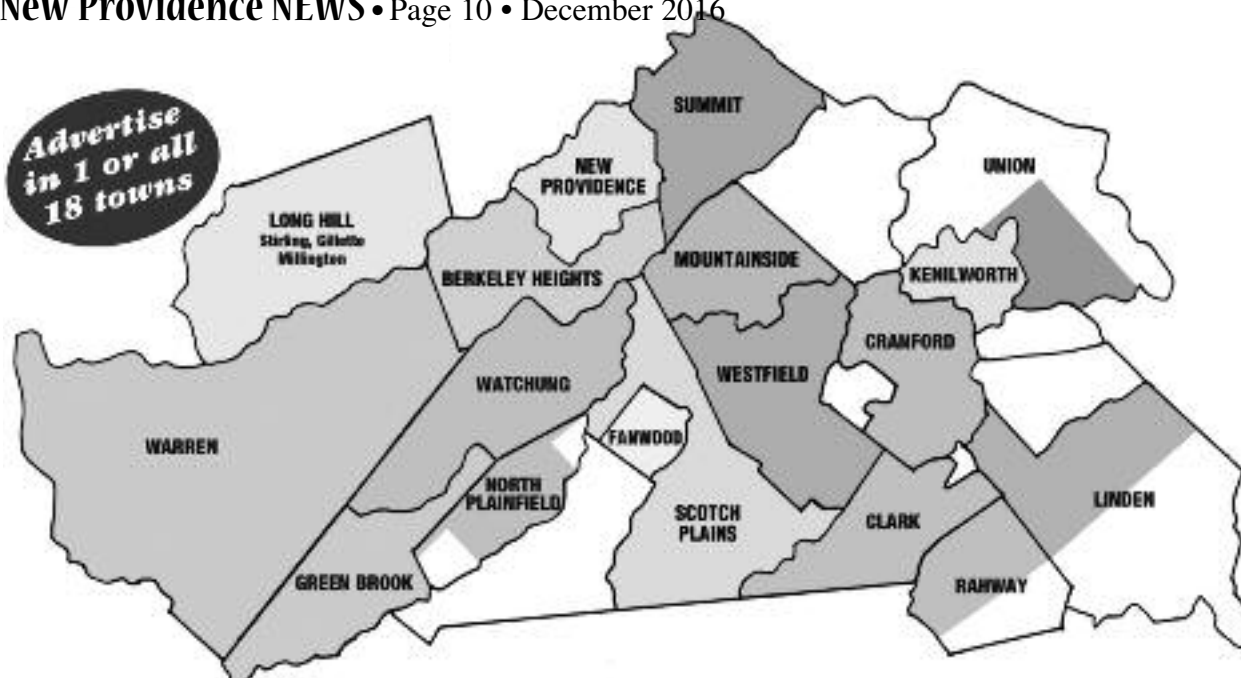 New Providence NEWS • Page 10 • December 2016
Advertise
in 1 or all
18 towns
SUMMIT
NEW
PROVIDENCE
UNION
LONG HILL
Stirling, Gillette
Millington
BERKELEY HEIGHTS
MOUNTAINSIDE
KENILWORTH
CRANFORD
WATCHUNG
WESTFIELD
WARREN
FANWOOD
NORTH
PLAINFIELD
SCOTCH
PLAINS
CLARK
LINDEN
GREEN BROOK
RAHWAY